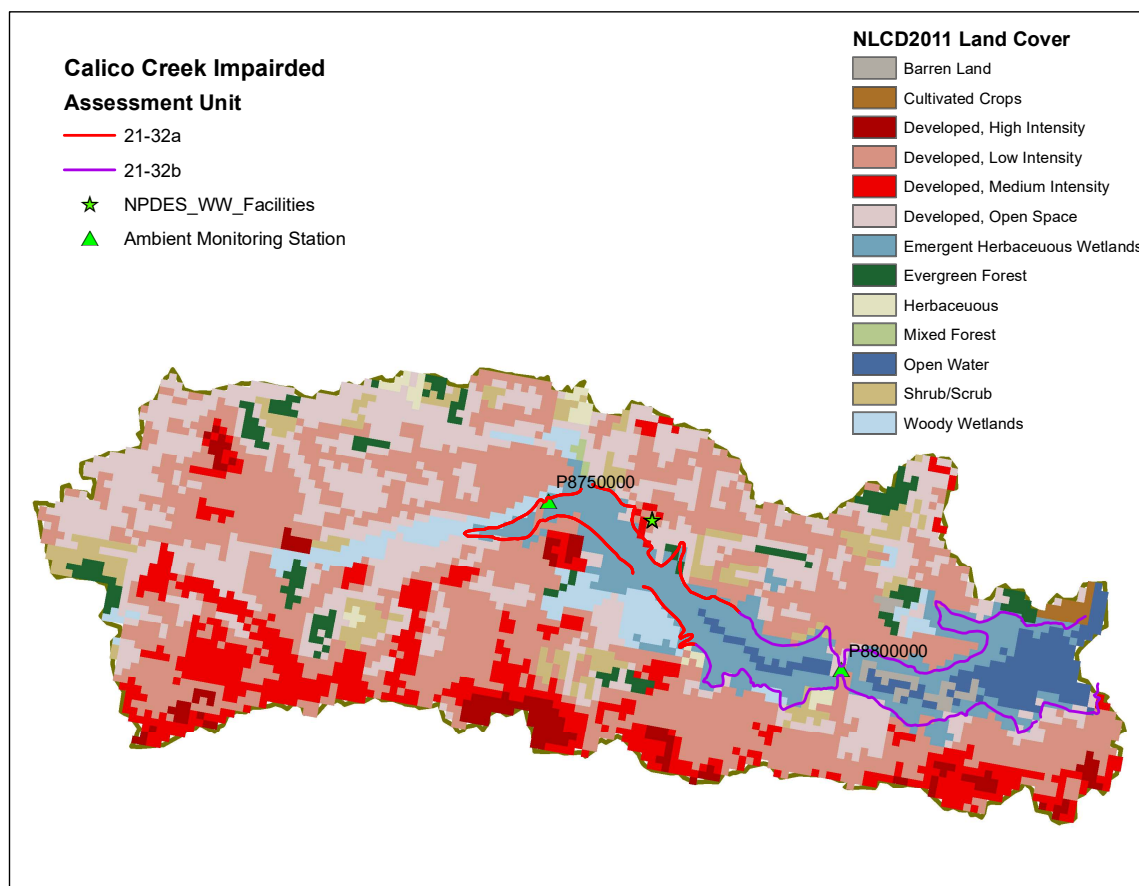 Calico Creek Impairded
Assessment Unit
21-32a
21-32b
NPDES_WW_Facilities
Ambient Monitoring Station
NLCD2011 Land Cover
Barren Land
Cultivated Crops
Developed, High Intensity
Developed, Low Intensity
Developed, Medium Intensity
Developed, Open Space
Emergent Herbaceuous Wetlands
Evergreen Forest
Herbaceuous
Mixed Forest
Open Water
Shrub/Scrub
Woody Wetlands
P8750000
P8800000